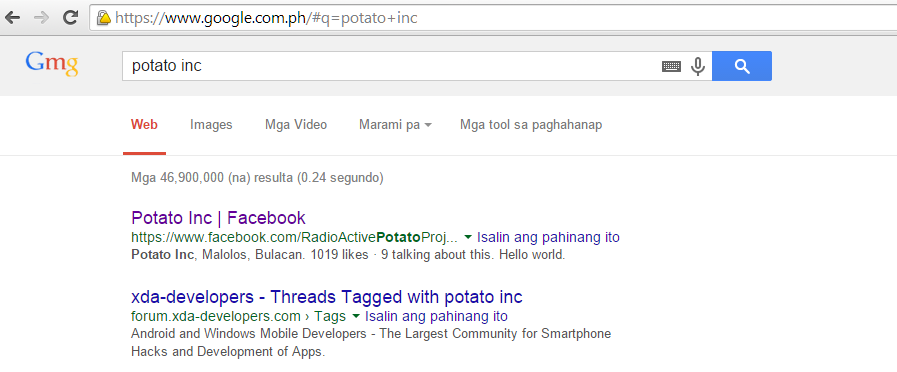 https://www.google.com.ph/#q=potato+inc
Gmg
potato inc
Web Images Mga Video Marami pa Mga tool sa paghahanap
Mga 46,900,000 (na) resulta (0.24 segundo)
Potato Inc | Facebook
https://www.facebook.com/RadioActivePotatoProj... Isalin ang pahinang ito
Potato Inc, Malolos, Bulacan. 1019 likes · 9 talking about this. Hello world.
xda-developers - Threads Tagged with potato inc
forum.xda-developers.com › Tags Isalin ang pahinang ito
Android and Windows Mobile Developers - The Largest Community for Smartphone
Hacks and Development of Apps.